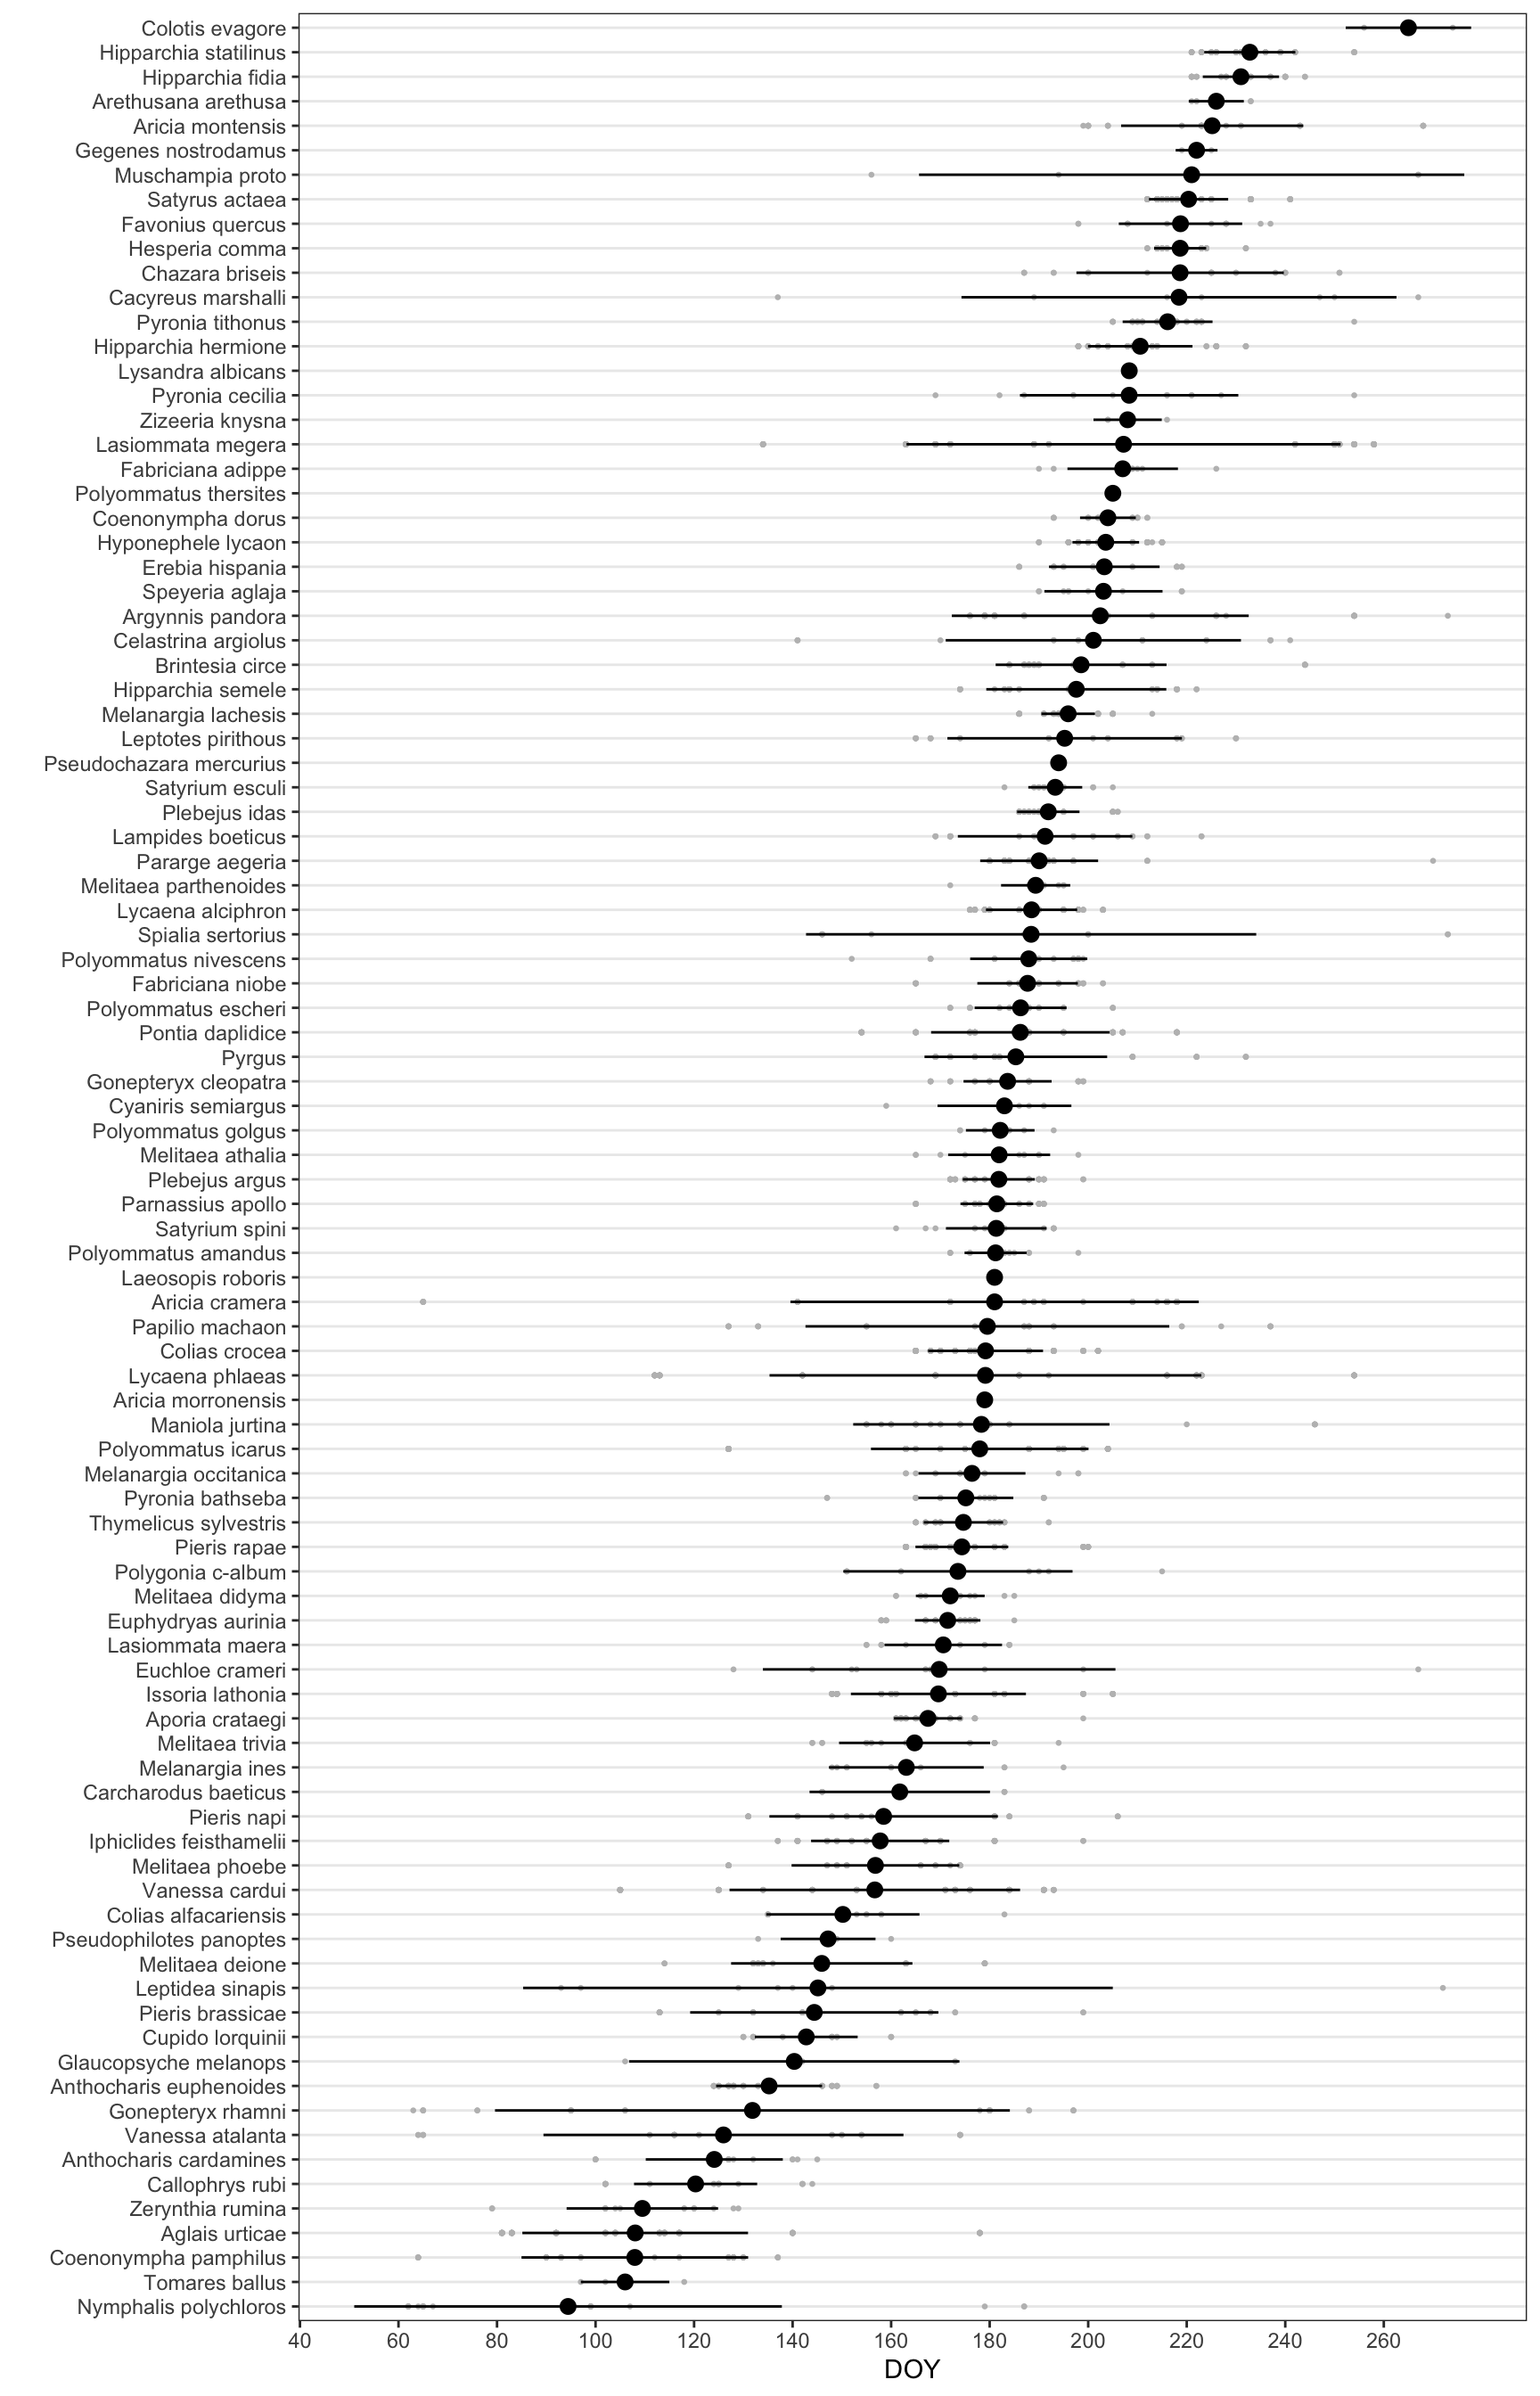 Colotis evagore
Hipparchia statilinus
Hipparchia fidia
Arethusana arethusa
Aricia montensis
Gegenes nostrodamus
Muschampia proto
Satyrus actaea
Favonius quercus
Hesperia comma
Chazara briseis
Cacyreus marshalli
Pyronia tithonus
Hipparchia hermione
Lysandra albicans
Pyronia cecilia
Zizeeria knysna
Lasiommata megera
Fabriciana adippe
Polyommatus thersites
Coenonympha dorus
Hyponephele lycaon
Erebia hispania
Speyeria aglaja
Argynnis pandora
Celastrina argiolus
Brintesia circe
Hipparchia semele
Melanargia lachesis
Leptotes pirithous
Pseudochazara mercurius
Satyrium esculi
Plebejus idas
Lampides boeticus
Pararge aegeria
Melitaea parthenoides
Lycaena alciphron
Spialia sertorius
Polyommatus nivescens
Fabriciana niobe
Polyommatus escheri
Pontia daplidice
Pyrgus
Gonepteryx cleopatra
Cyaniris semiargus
Polyommatus golgus
Melitaea athalia
Plebejus argus
Parnassius apollo
Satyrium spini
Polyommatus amandus
Laeosopis roboris
Aricia cramera
Papilio machaon
Colias crocea
Lycaena phlaeas
Aricia morronensis
Maniola jurtina
Polyommatus icarus
Melanargia occitanica
Pyronia bathseba
Thymelicus sylvestris
Pieris rapae
Polygonia c-album
Melitaea didyma
Euphydryas aurinia
Lasiommata maera
Euchloe crameri
Issoria lathonia
Aporia crataegi
Melitaea trivia
Melanargia ines
Carcharodus baeticus
Pieris napi
Iphiclides feisthamelii
Melitaea phoebe
Vanessa cardui
Colias alfacariensis
Pseudophilotes panoptes
Melitaea deione
Leptidea sinapis
Pieris brassicae
Cupido lorquinii
Glaucopsyche melanops
Anthocharis euphenoides
Gonepteryx rhamni
Vanessa atalanta
Anthocharis cardamines
Callophrys rubi
Zerynthia rumina
Aglais urticae
Coenonympha pamphilus
Tomares ballus
Nymphalis polychloros
40 60 80 100 120 140 160 180 200 220 240 260
DOY